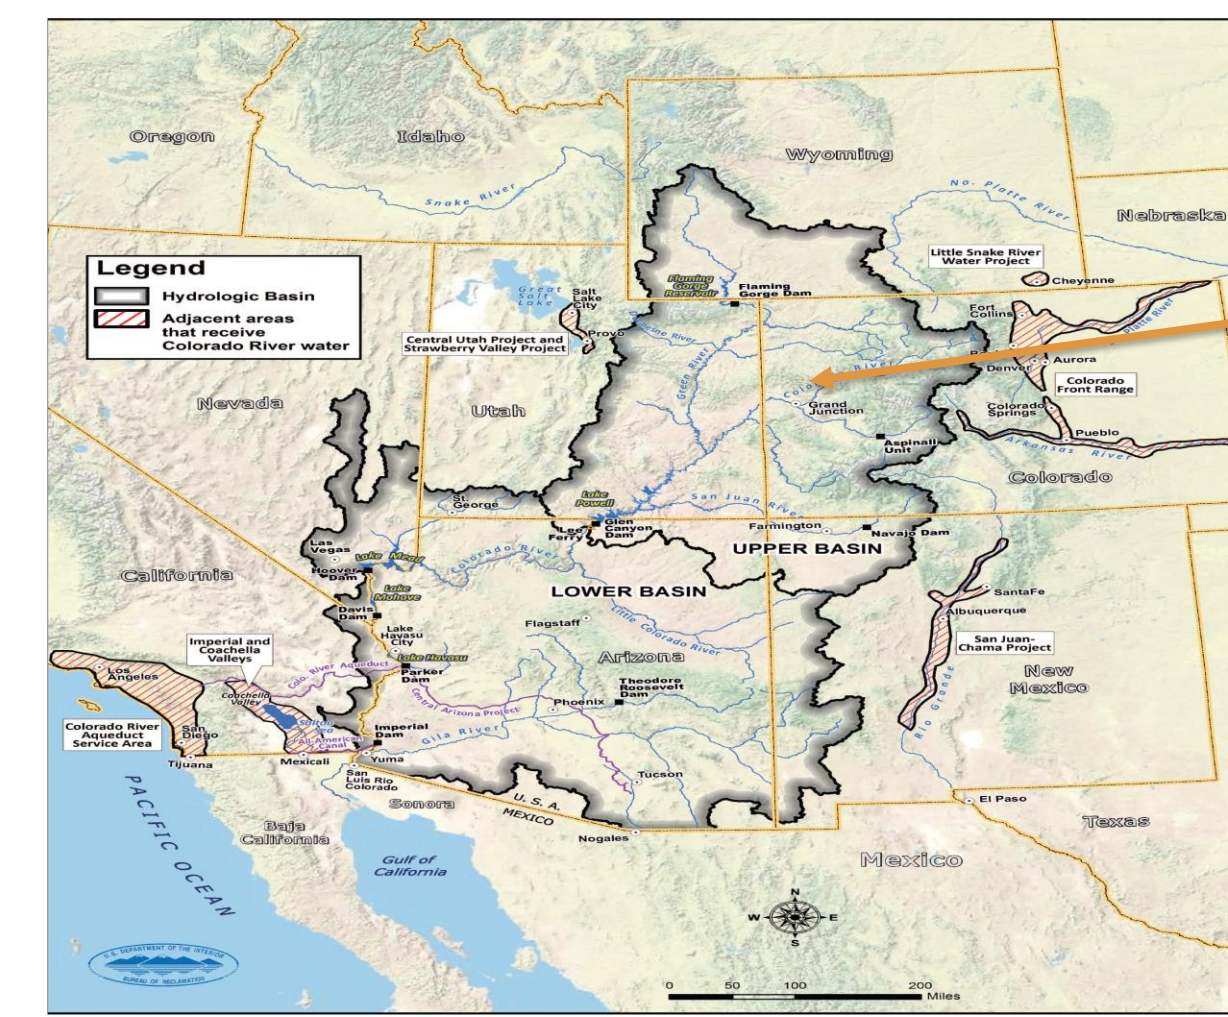 Oregon
Idaho
Wyoming
Snake River
No. Platte River
Nebraska
Legend
Hydrologic Basin
Adjacent areas
that receive
Colorado River water
Great
Salt
Lake
Salt
Lake
City
Provo
Central Utah Project and
Strawberry Valley Project
Flaming
Gorge
Reservoir
Flaming
Gorge Dam
Little Snake River
Water Project
Cheyenne
Fort
Collins
Platte River
Green River
Denver
Aurora
Colorado
Front Range
Nevada
Utah
Grand
Junction
Colorado
Springs
Pueblo
Aspinall
Unit
Arkansas River
Colorado
St.
George
Lake
Powell
San Juan River
Lee
Ferry
Glen
Canyon
Dam
Farmington
Navajo Dam
UPPER BASIN
Las
Vegas
Lake Mead
Colorado River
Hoover
Dam
California
LOWER BASIN
Lake
Mohave
Davis
Dam
SantaFe
Albuquerque
Flagstaff
Little Colorado River
Lake
Havasu
City
Imperial and
Coachella
Valleys
Lake Havasu
Arizona
San Juan-
Chama Project
Los
Angeles
Colo. River Aqueduct
Parker
Dam
New
Mexico
Coachella
Valley
Central Arizona Project
Theodore
Roosevelt
Dam
Phoenix
Rio Grande
Colorado River
Aqueduct
Service Area
San
Diego
Salton
Sea
All-American
Canal
Imperial
Dam
Gila River
Tijuana
Mexicali
Yuma
San
Luis Rio
Colorado
Tucson
Sonora
U. S. A.
MEXICO
PACIFIC OCEAN
Baja
California
Nogales
El Paso
Texas
Gulf of
California
Mexico
N
W
E
S
U.S. DEPARTMENT OF THE INTERIOR
BUREAU OF RECLAMATION
0 50 100 200
Miles